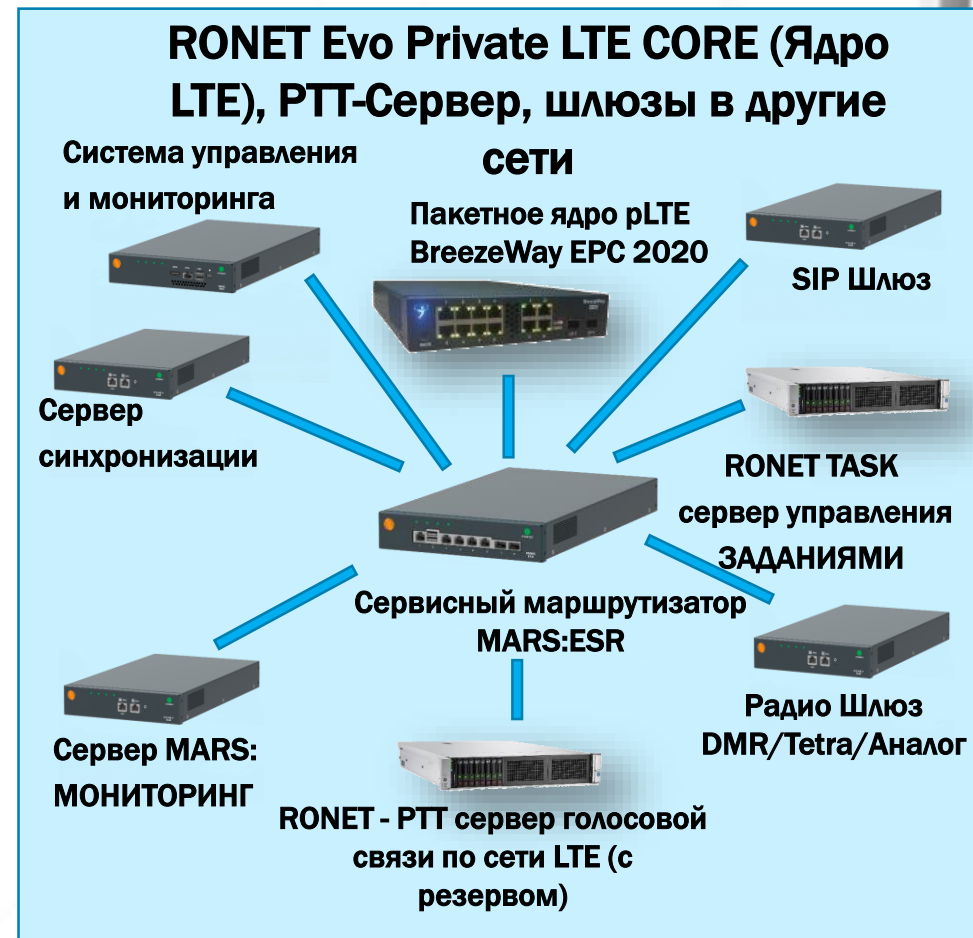 RONET Evo Private LTE CORE (Ядро
LTE), PTT-Сервер, шлюзы в другие
сети
Система управления
и мониторинга
Пакетное ядро pLTE
BreezeWay EPC 2020
SIP Шлюз
Сервер
синхронизации
RONET TASK
сервер управления
ЗАДАНИЯМИ
Сервисный маршрутизатор
MARS:ESR
Радио Шлюз
DMR/Tetra/Аналог
Сервер MARS:
МОНИТОРИНГ
RONET - PTT сервер голосовой
связи по сети LTE (с
резервом)